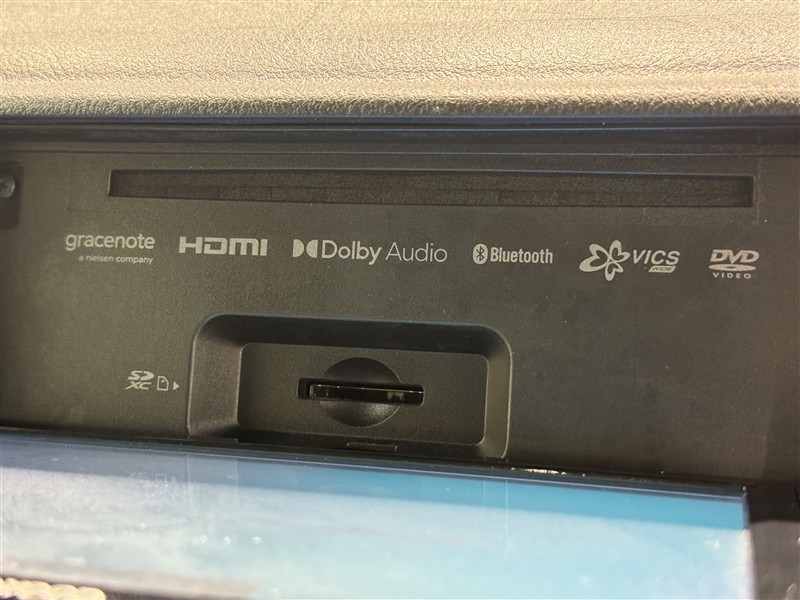 gracenote
a nielsen company
HDMI
Dolby Audio
Bluetooth
VICS
WIDE
DVD
VIDEO
SD
XC